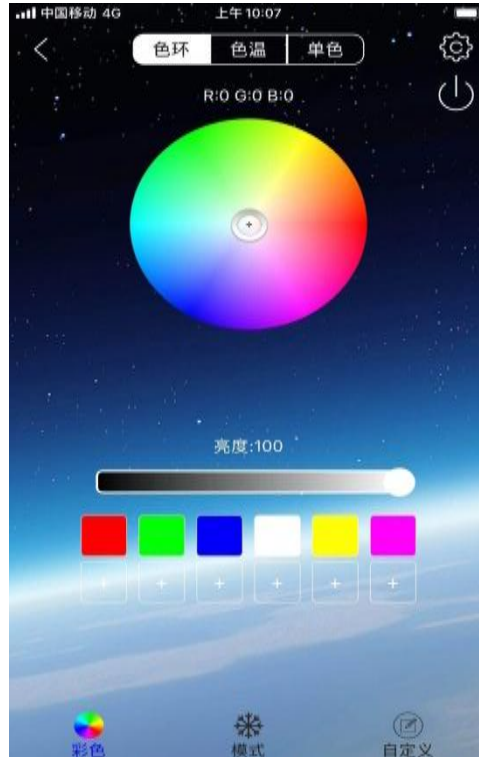 中国移动 4G 上午10:07
色环 色温 单色
R:0 G:0 B:0
亮度:100
+ + + + + +
彩色 模式 自定义